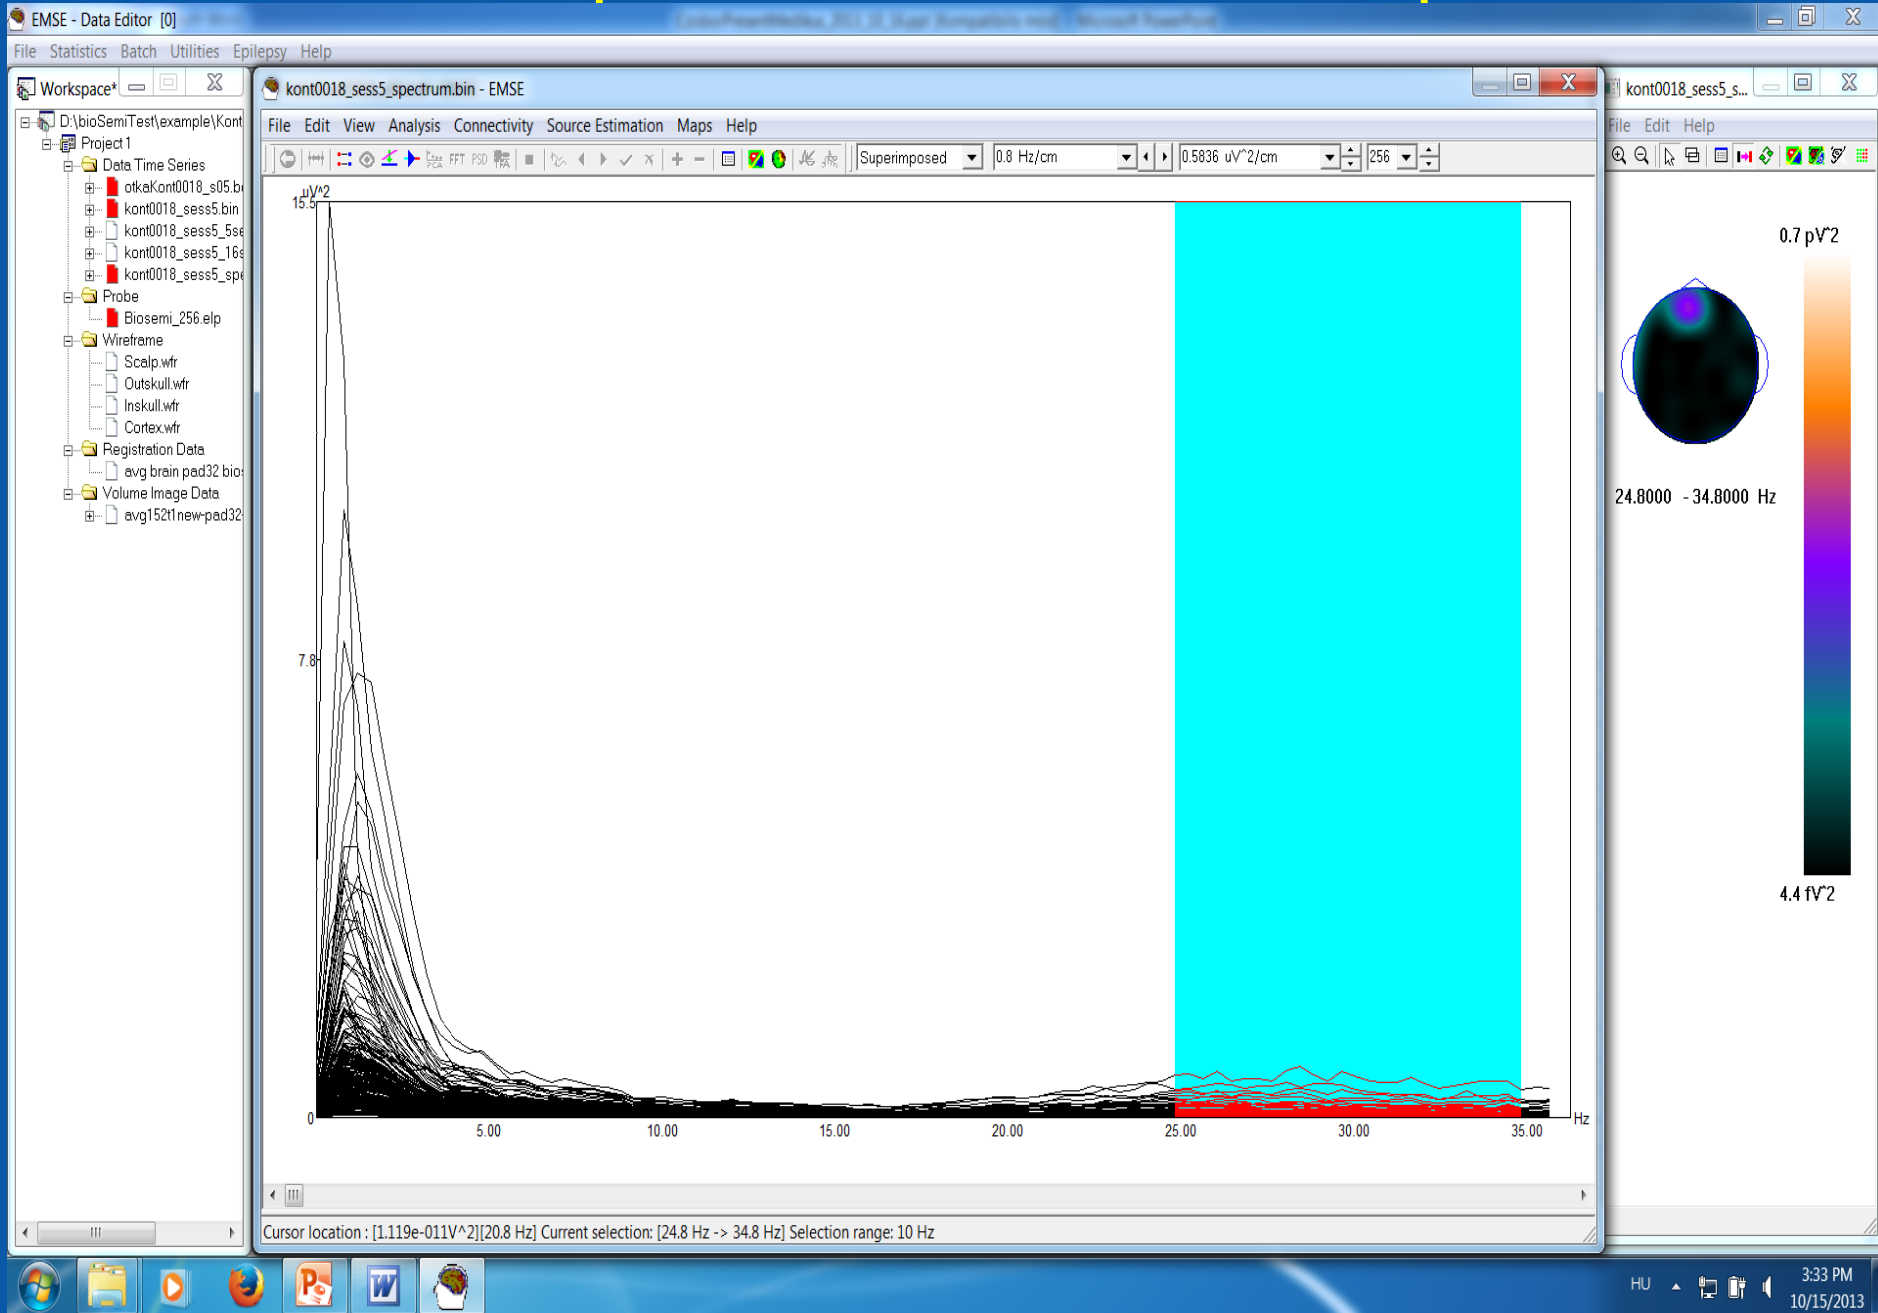 EMSE - Data Editor [0]
File Statistics Batch Utilities Epilepsy Help
Workspace*
D:\bioSemiTest\example\Kont
Project1
Data Time Series
otkaKont0018_s05.b
kont0018_sess5.bin
kont0018_sess5_5se
kont0018_sess5_16s
kont0018_sess5_spe
Probe
Biosemi_256.elp
Wireframe
Scalp.wfr
Outskull.wfr
Inskull.wfr
Cortex.wfr
Registration Data
avg brain pad32 bio
Volume Image Data
avg152t1new-pad32-
kont0018_sess5_spectrum.bin - EMSE
File Edit View Analysis Connectivity Source Estimation Maps Help
PCA FFT PSD
Superimposed
0.8 Hz/cm
0.5836 uV^2/cm
256
µV^2
15.5
7.8
0
5.00 10.00 15.00 20.00 25.00 30.00 35.00
Hz
Cursor location : [1.119e-011V^2][20.8 Hz] Current selection: [24.8 Hz -> 34.8 Hz] Selection range: 10 Hz
kont0018_sess5_s...
File Edit Help
0.7 pV^2
24.8000 - 34.8000 Hz
4.4 fV^2
HU
3:33 PM
10/15/2013